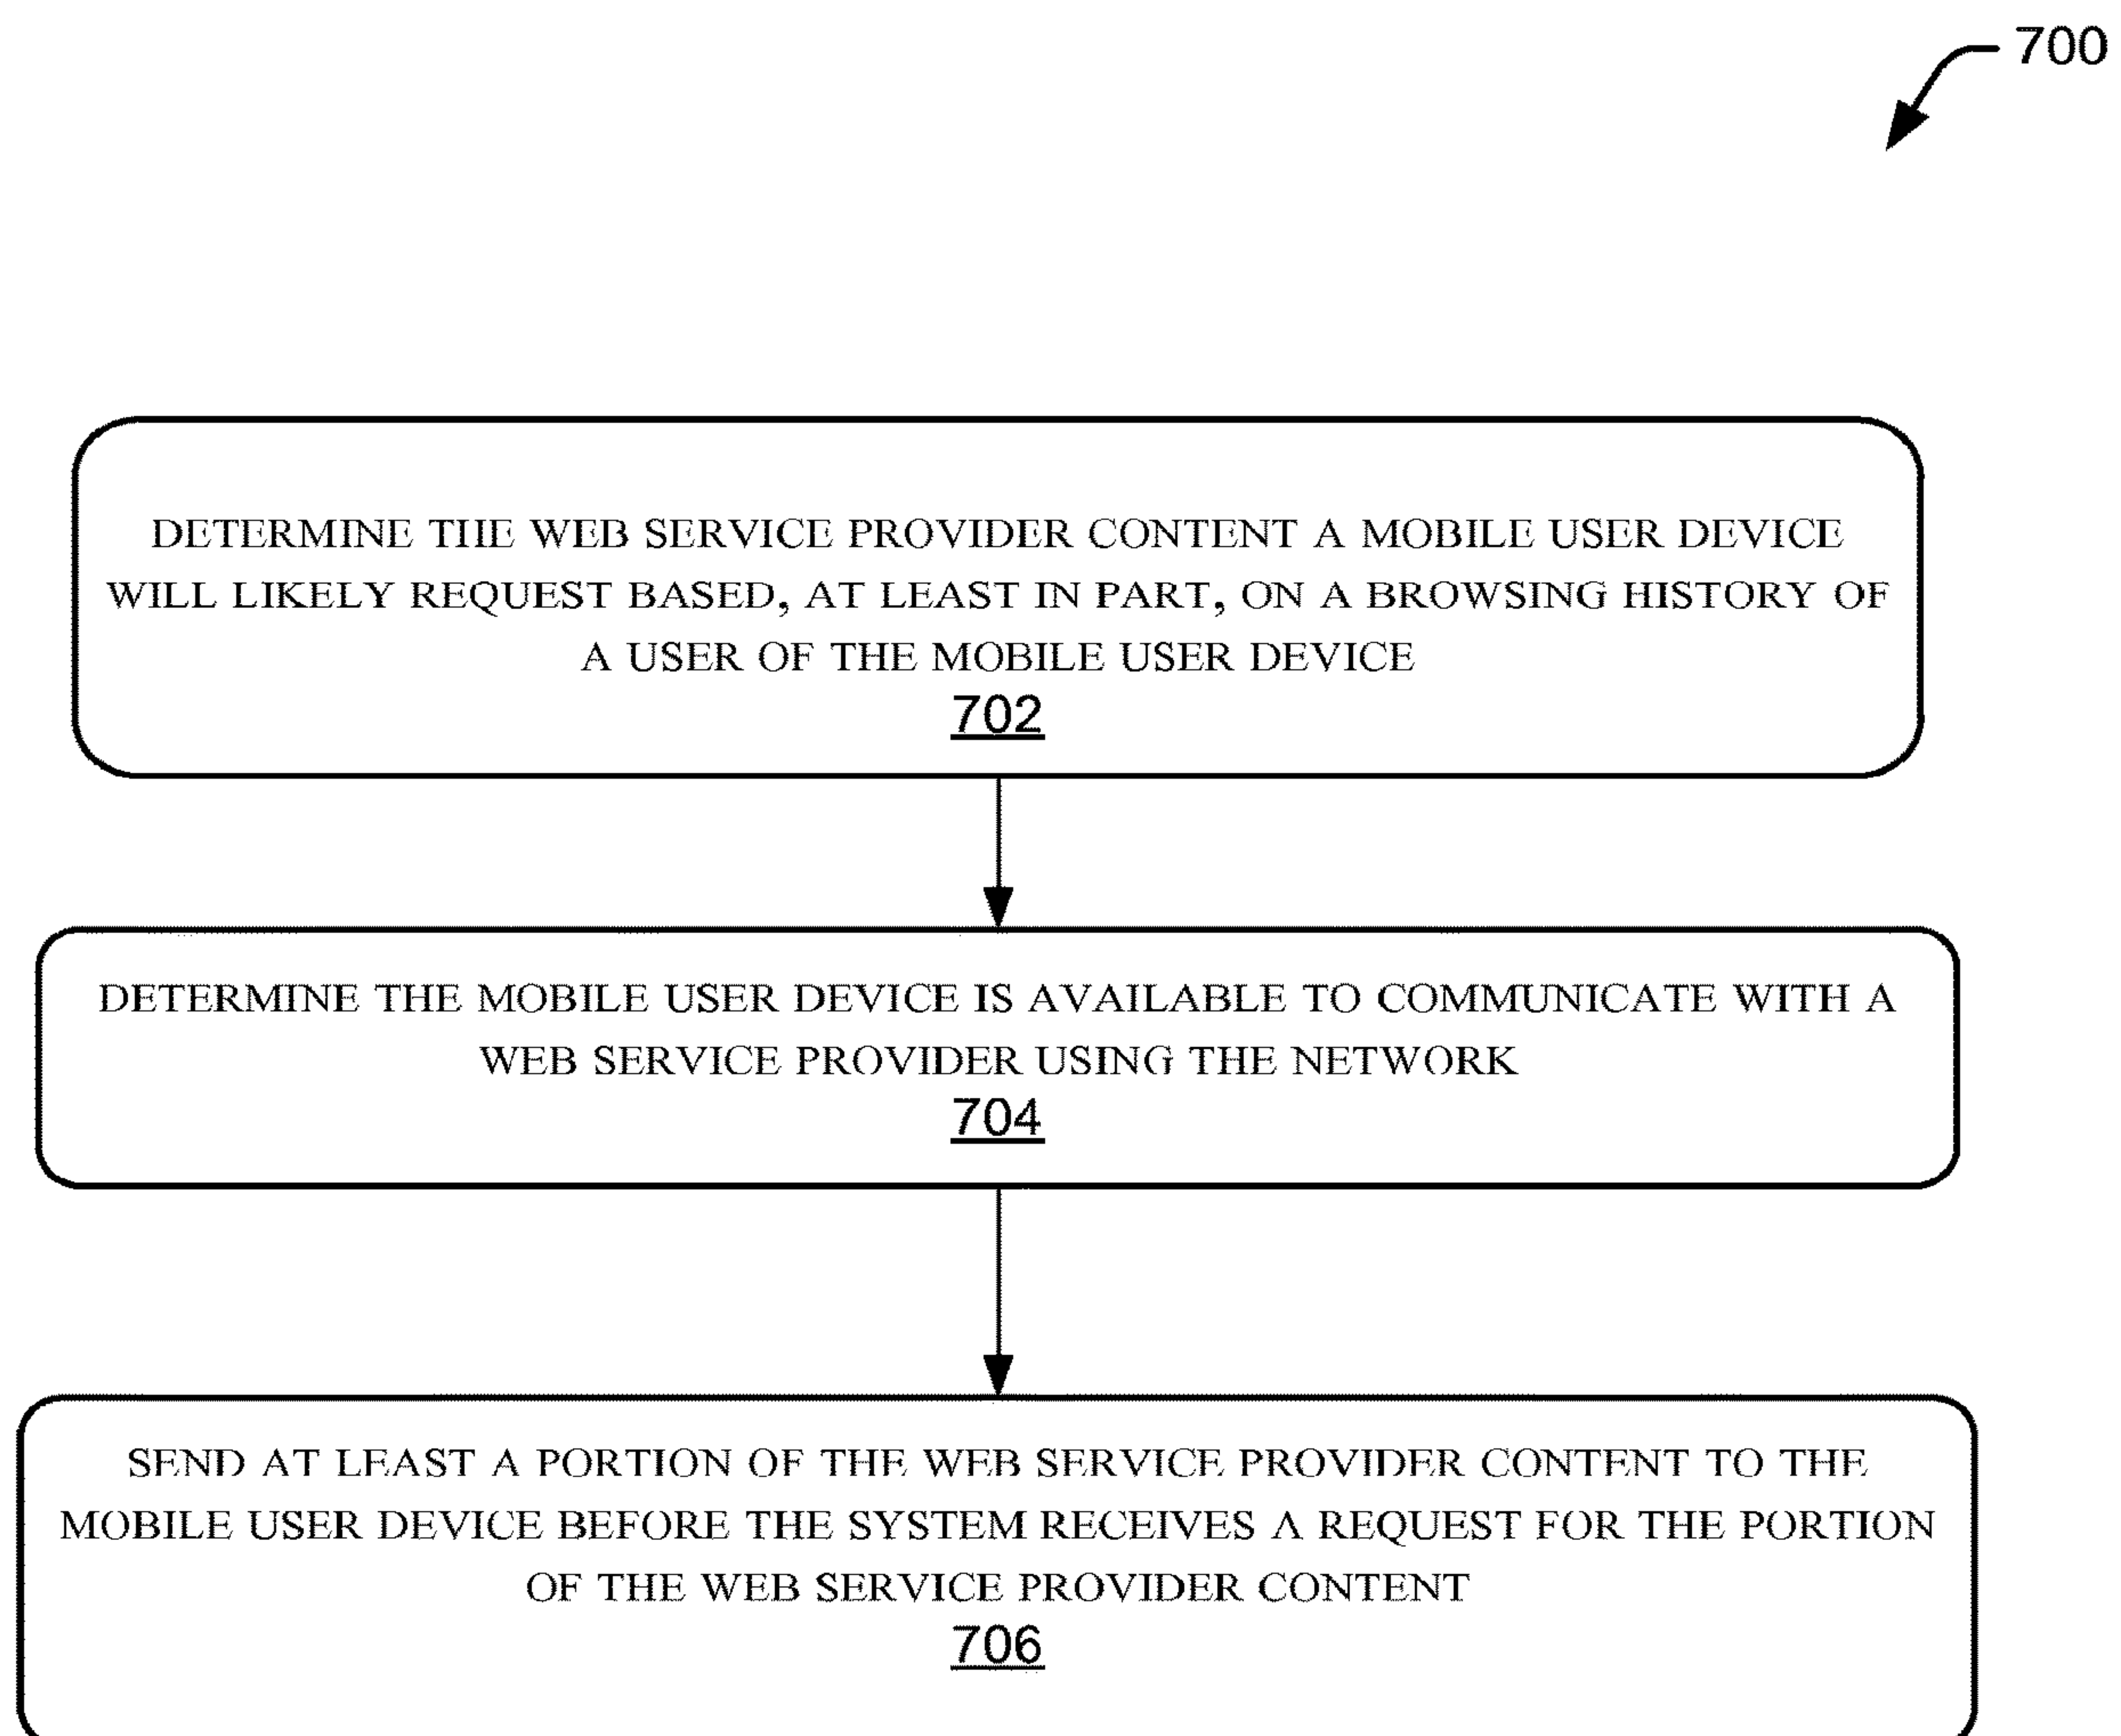 700
DETERMINE THE WEB SERVICE PROVIDER CONTENT A MOBILE USER DEVICE
WILL LIKELY REQUEST BASED, AT LEAST IN PART, ON A BROWSING HISTORY OF
A USER OF THE MOBILE USER DEVICE
702
DETERMINE THE MOBILE USER DEVICE IS AVAILABLE TO COMMUNICATE WITH A
WEB SERVICE PROVIDER USING THE NETWORK
704
SEND AT LEAST A PORTION OF THE WEB SERVICE PROVIDER CONTENT TO THE
MOBILE USER DEVICE BEFORE THE SYSTEM RECEIVES A REQUEST FOR THE PORTION
OF THE WEB SERVICE PROVIDER CONTENT
706